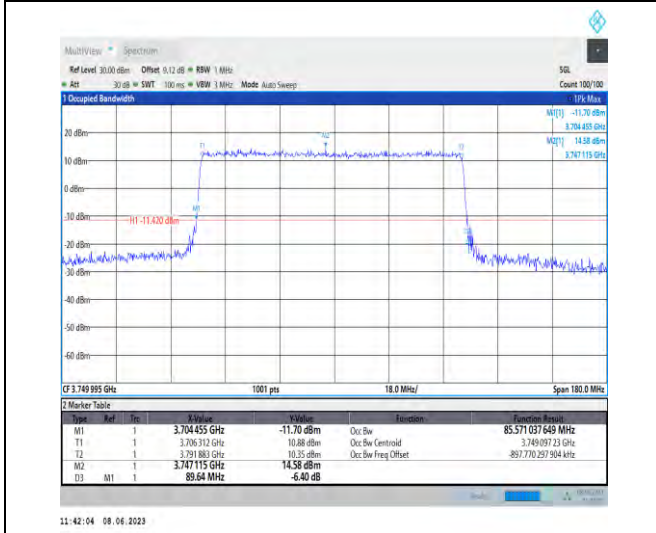 MultiView Spectrum
Ref Level 30.00 dBm Offset 9.12 dB RBW 1 MHz SGL
Att 30 dB SWT 100 ms VBW 3 MHz Mode Auto Sweep Count 100/100
1 Occupied Bandwidth 1Pk Max
M1[1] -11.70 dBm
3.704 455 GHz
20 dBm M2 M2[1] 14.58 dBm
T1 T2 3.747 115 GHz
10 dBm
0 dBm
M1
-10 dBm H1 -11.420 dBm
-20 dBm
-30 dBm
-40 dBm
-50 dBm
-60 dBm
CF 3.749 995 GHz 1001 pts 18.0 MHz/ Span 180.0 MHz
2 Marker Table
Type Ref Trc X-Value Y-Value Function Function Result
M1 1 3.704 455 GHz -11.70 dBm Occ Bw 85.571 037 649 MHz
T1 1 3.706 312 GHz 10.88 dBm Occ Bw Centroid 3.749 097 23 GHz
T2 1 3.791 883 GHz 10.35 dBm Occ Bw Freq Offset -897.770 297 904 kHz
M2 1 3.747 115 GHz 14.58 dBm
D3 M1 1 89.64 MHz -6.40 dB
11:42:04 08.06.2023